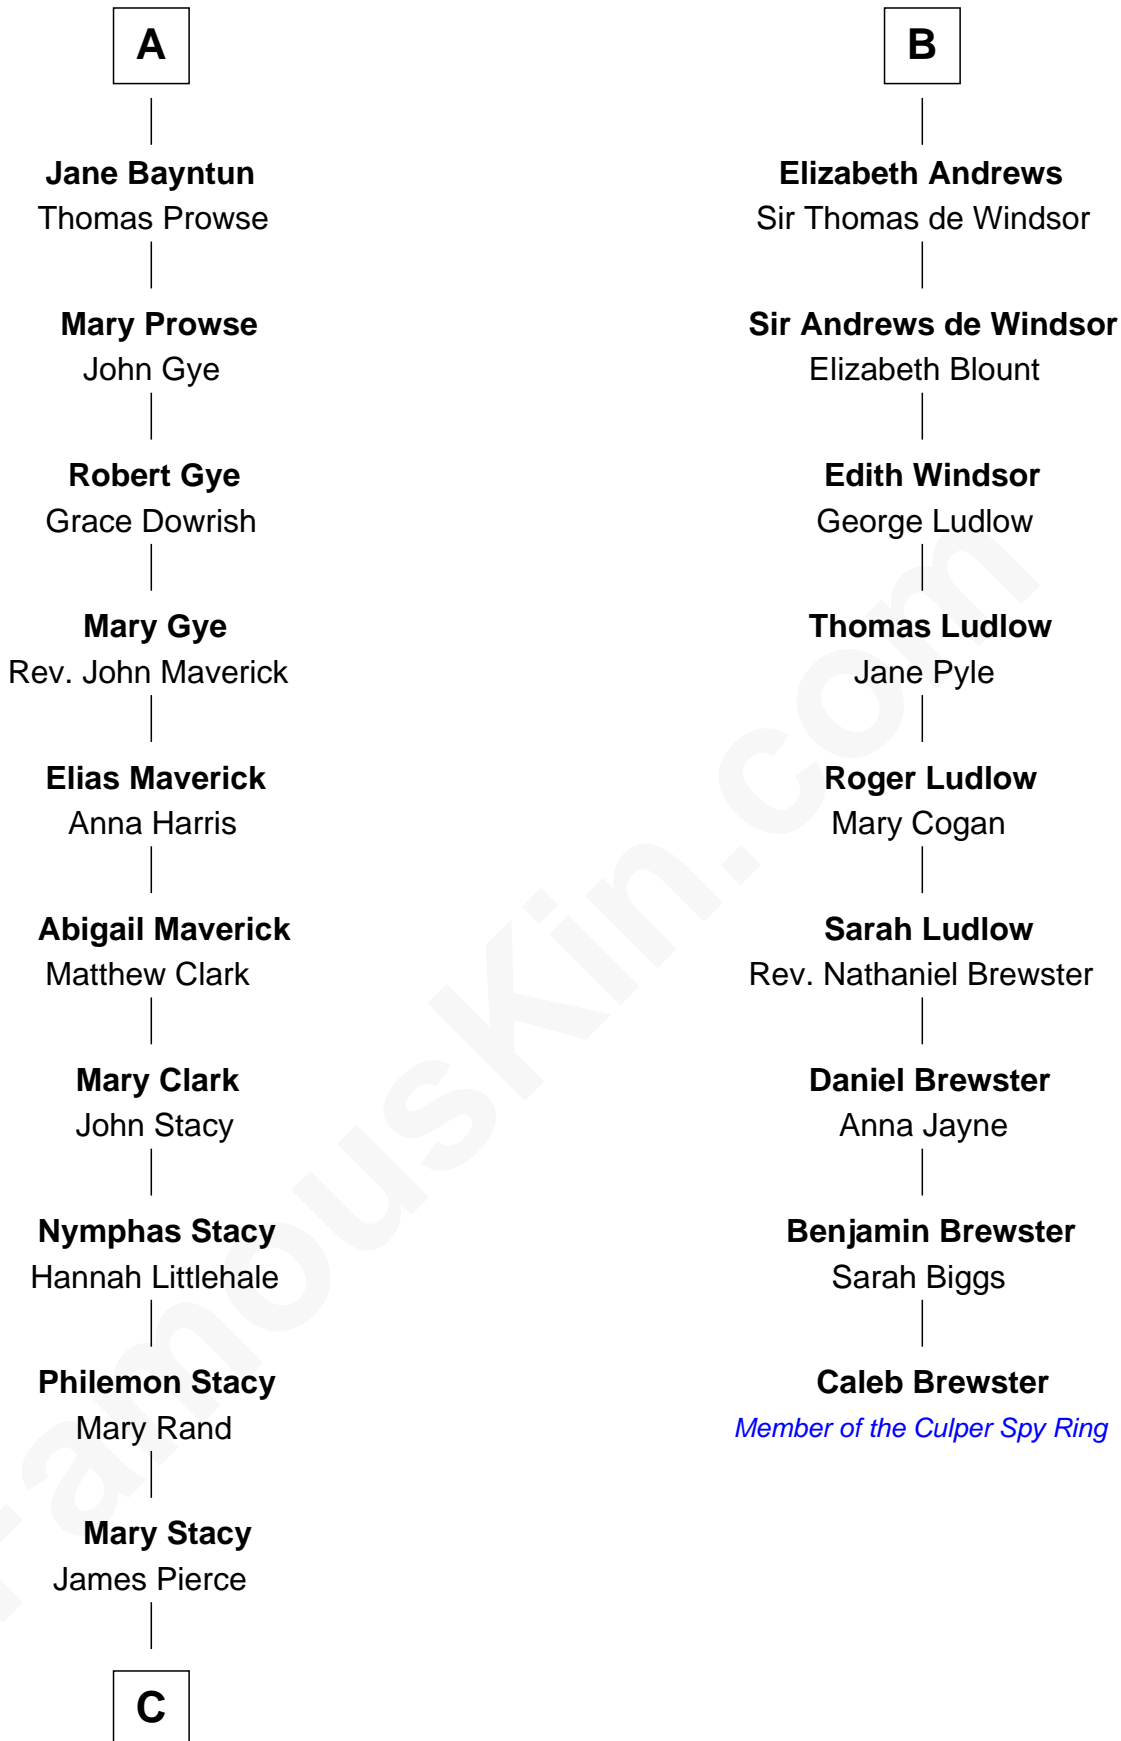 A
Jane Bayntun
Thomas Prowse
Mary Prowse
John Gye
Robert Gye
Grace Dowrish
Mary Gye
Rev. John Maverick
Elias Maverick
Anna Harris
Abigail Maverick
Matthew Clark
Mary Clark
John Stacy
Nymphas Stacy
Hannah Littlehale
Philemon Stacy
Mary Rand
Mary Stacy
James Pierce
C
B
Elizabeth Andrews
Sir Thomas de Windsor
Sir Andrews de Windsor
Elizabeth Blount
Edith Windsor
George Ludlow
Thomas Ludlow
Jane Pyle
Roger Ludlow
Mary Cogan
Sarah Ludlow
Rev. Nathaniel Brewster
Daniel Brewster
Anna Jayne
Benjamin Brewster
Sarah Biggs
Caleb Brewster
Member of the Culper Spy Ring
FamousKin.com